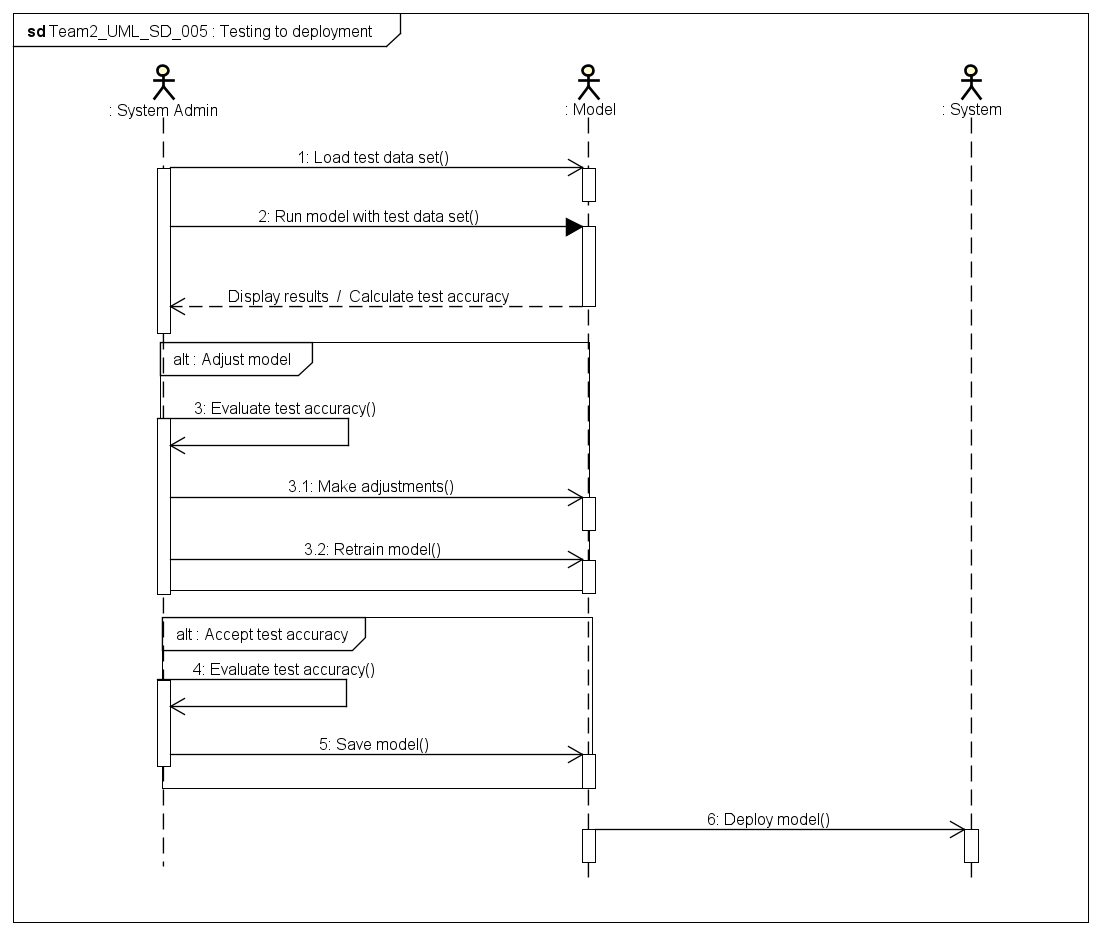 sd Team2_UML_SD_005 : Testing to deployment
: System Admin
: Model
: System
1: Load test data set()
2: Run model with test data set()
Display results / Calculate test accuracy
alt : Adjust model
3: Evaluate test accuracy()
3.1: Make adjustments()
3.2: Retrain model()
alt : Accept test accuracy
4: Evaluate test accuracy()
5: Save model()
6: Deploy model()